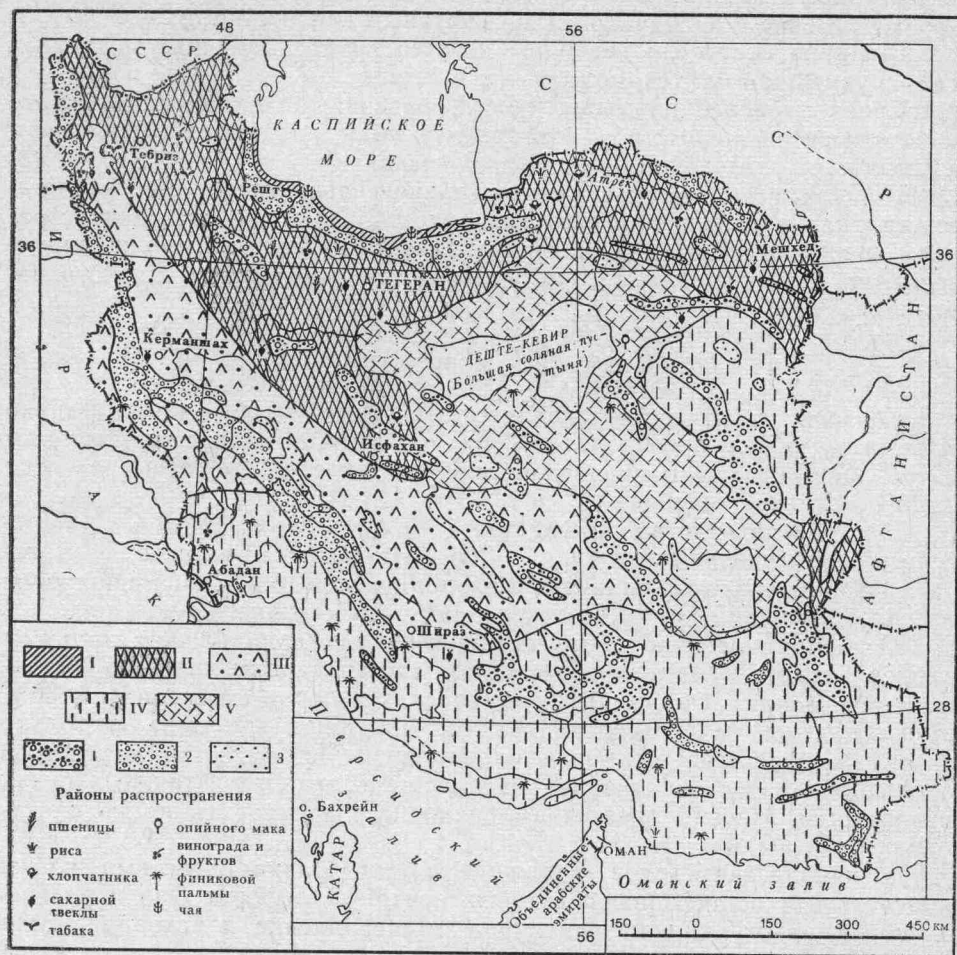 48
56
С С С Р
С С С Р
КАСПИЙСКОЕ
МОРЕ
Тебриз
Решт
Атрек
36
Мешхед
36
ТЕГЕРАН
ИРАК
Керманшах
ДЕШТЕ-КЕВИР
(Большая соляная пус-
тыня)
АФГАНИСТАН
Исфахан
Абадан
Шираз
28
Персидский залив
о. Бахрейн
КАТАР
ОМАН
Объединенные
арабские
эмираты
Оманский залив
56
150 0 150 300 450 км
I II III
IV V
1 2 3
Районы распространения
пшеницы
риса
хлопчатника
сахарной
твеклы
табака
опийного мака
винограда и
фруктов
финиковой
пальмы
чая